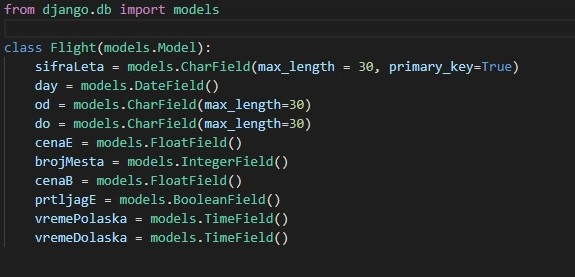 from django.db import models
class Flight(models.Model):
sifraLeta = models.CharField(max_length = 30, primary_key=True)
day = models.DateField()
od = models.CharField(max_length=30)
do = models.CharField(max_length=30)
cenaE = models.FloatField()
brojMesta = models.IntegerField()
cenaB = models.FloatField()
prtljagE = models.BooleanField()
vremePolaska = models.TimeField()
vremeDolaska = models.TimeField()